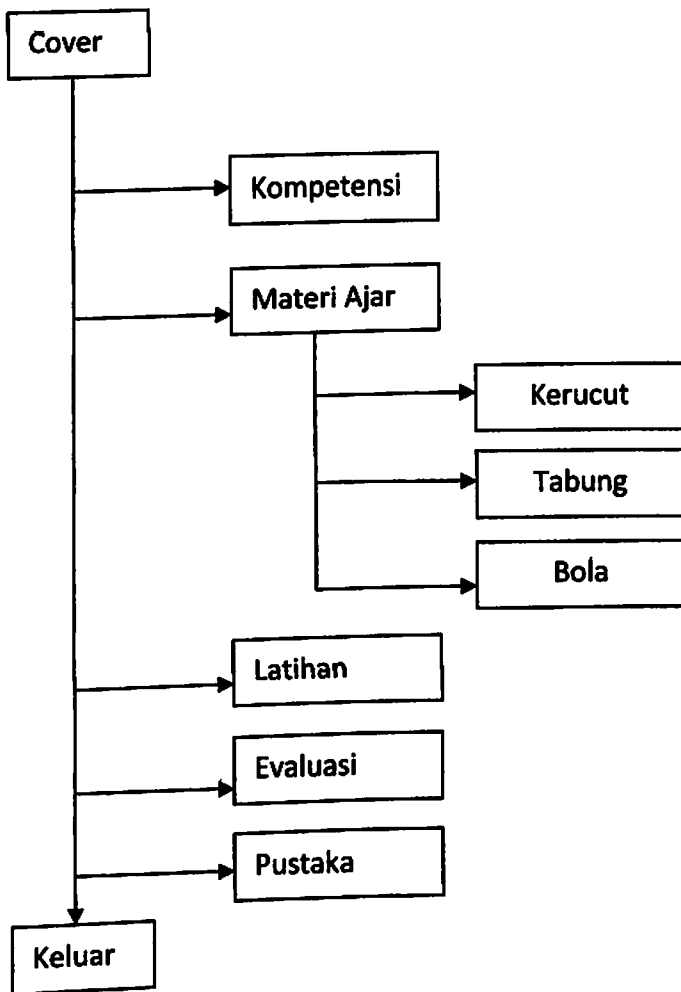 Cover
Kompetensi
Materi Ajar
Kerucut
Tabung
Bola
Latihan
Evaluasi
Pustaka
Keluar